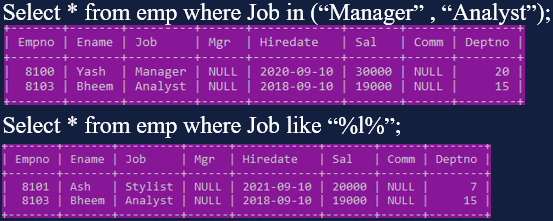 Select * from emp where Job in (“Manager” , “Analyst”);
| Empno | Ename | Job | Mgr | Hiredate | Sal | Comm | Deptno |
| 8100 | Yash | Manager | NULL | 2020-09-10 | 30000 | NULL | 20 |
| 8103 | Bheem | Analyst | NULL | 2018-09-10 | 19000 | NULL | 15 |
Select * from emp where Job like “%l%”;
| Empno | Ename | Job | Mgr | Hiredate | Sal | Comm | Deptno |
| 8101 | Ash | Stylist | NULL | 2021-09-10 | 20000 | NULL | 7 |
| 8103 | Bheem | Analyst | NULL | 2018-09-10 | 19000 | NULL | 15 |